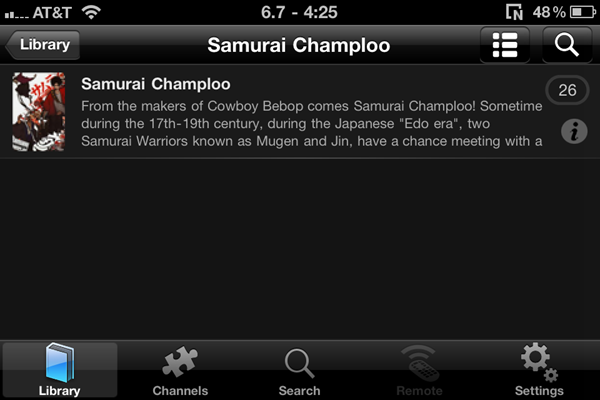 AT&T 6.7 - 4:25 N 48%
Library Samurai Champloo
Samurai Champloo
26
From the makers of Cowboy Bebop comes Samurai Champloo! Sometime
during the 17th-19th century, during the Japanese "Edo era", two
Samurai Warriors known as Mugen and Jin, have a chance meeting with a
i
Library Channels Search Remote Settings